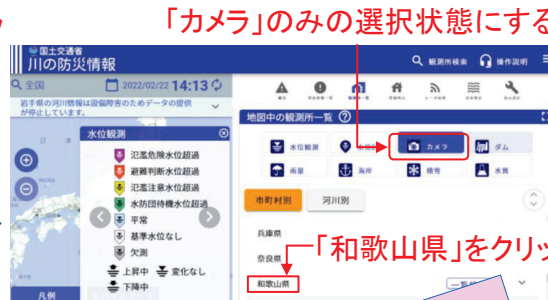 「カメラ」のみの選択状態にする
国土交通省
川の防災情報
観測所検索
操作説明
全国
2022/02/22 14:13
岩手県の河川情報は設備障害のためデータの提供
が停止しています。
地図中の観測所一覧
水位観測
氾濫危険水位超過
避難判断水位超過
氾濫注意水位超過
水防団待機水位超過
平常
基準水位なし
欠測
上昇中 変化なし
下降中
凡例
水位観測
カメラ
ダム
雨量
海岸
積雪
水質
市町村別
河川別
兵庫県
奈良県
「和歌山県」をクリッ
和歌山県